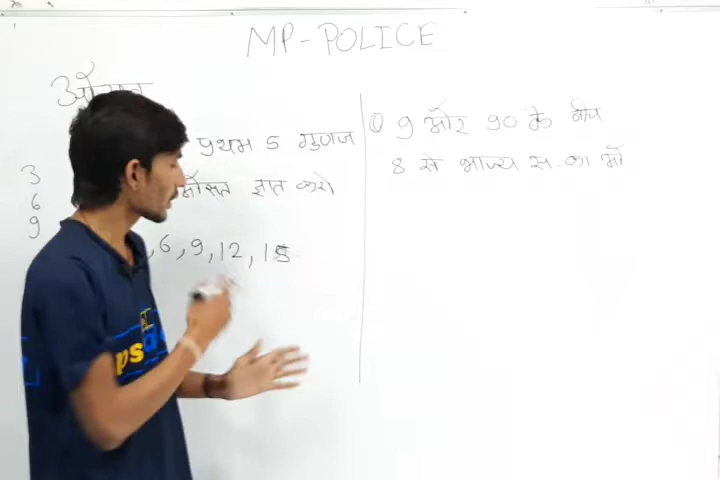 MP-POLICE
औसत
प्रथम 5 गुणज
औसत ज्ञात करो
3
6
9
, 6, 9, 12, 15
① 9 और 90 के बीच
8 से भाज्य स. का औ